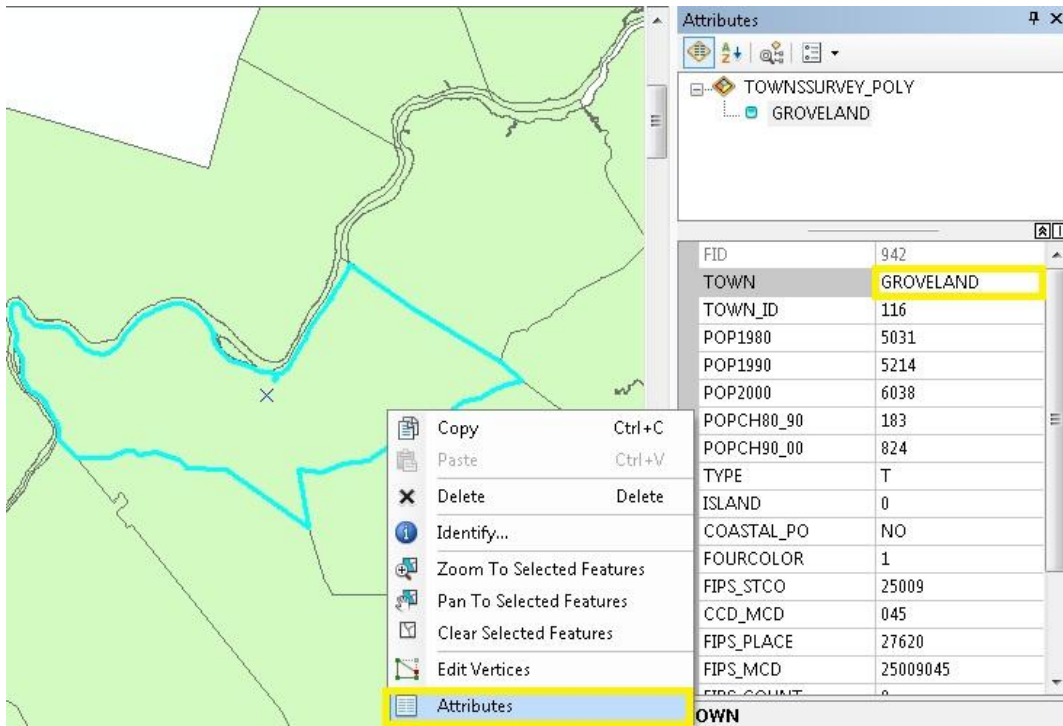 Attributes
TOWNSSURVEY_POLY
GROVELAND
FID 942
TOWN GROVELAND
TOWN_ID 116
POP1980 5031
POP1990 5214
POP2000 6038
POPCH80_90 183
POPCH90_00 824
TYPE T
ISLAND 0
COASTAL_PO NO
FOURCOLOR 1
FIPS_STCO 25009
CCD_MCD 045
FIPS_PLACE 27620
FIPS_MCD 25009045
OWN
Copy Ctrl+C
Paste Ctrl+V
Delete Delete
Identify...
Zoom To Selected Features
Pan To Selected Features
Clear Selected Features
Edit Vertices
Attributes